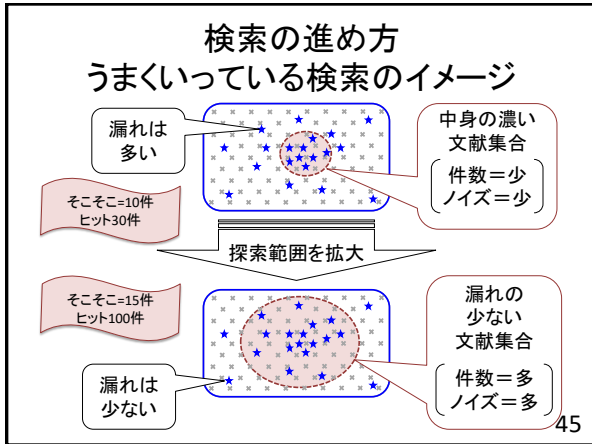 検索の進め方
うまくいっている検索のイメージ
漏れは
多い
中身の濃い
文献集合
件数＝少
ノイズ＝少
そこそこ=10件
ヒット30件
探索範囲を拡大
そこそこ=15件
ヒット100件
漏れの
少ない
文献集合
件数＝多
ノイズ＝多
漏れは
少ない
45